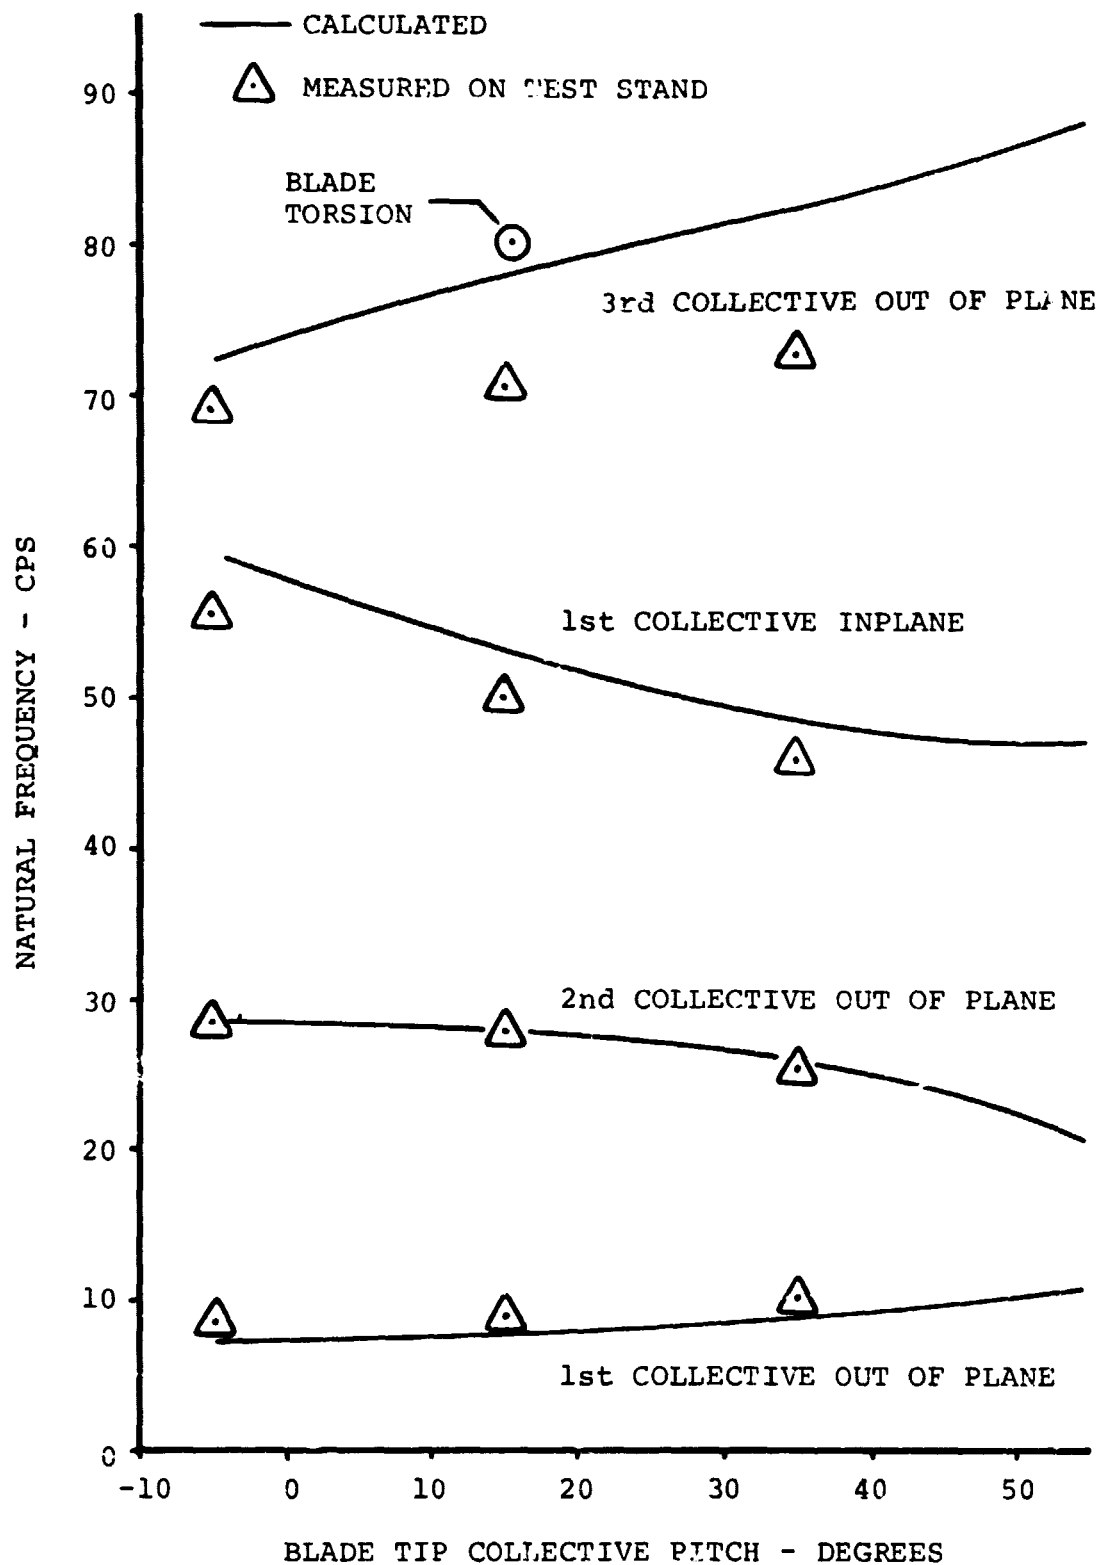 CALCULATED
MEASURED ON TEST STAND
90
BLADE
TORSION
80
3rd COLLECTIVE OUT OF PLANE
70
60
1st COLLECTIVE INPLANE
50
40
30
2nd COLLECTIVE OUT OF PLANE
20
10
1st COLLECTIVE OUT OF PLANE
0
-10 0 10 20 30 40 50
BLADE TIP COLLECTIVE PITCH - DEGREES
NATURAL FREQUENCY - CPS